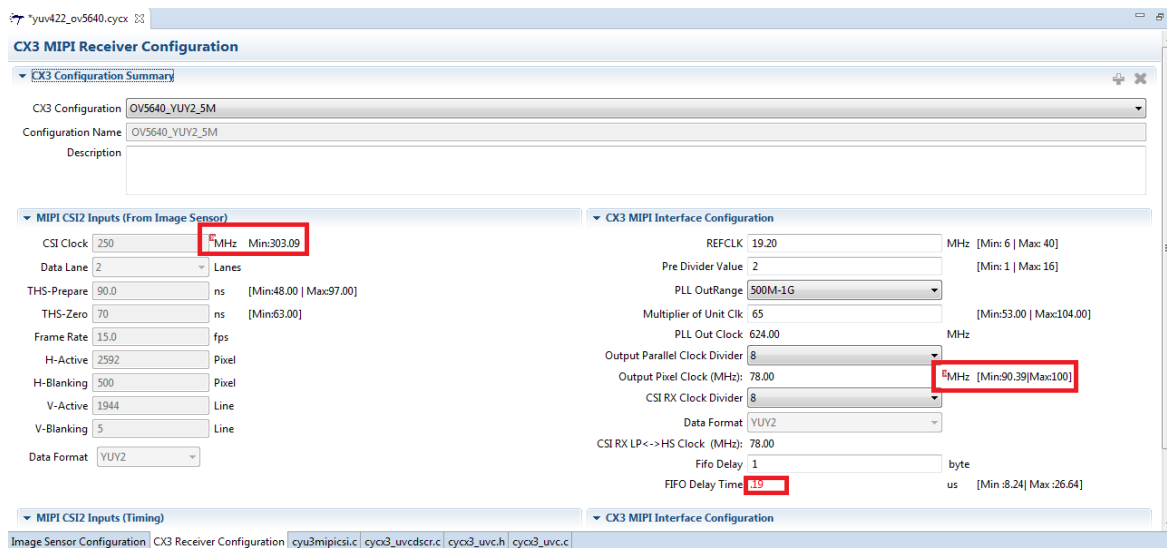 *yuv422_ov5640.cycx
CX3 MIPI Receiver Configuration
CX3 Configuration Summary
CX3 Configuration OV5640_YUY2_5M
Configuration Name OV5640_YUY2_5M
Description
MIPI CSI2 Inputs (From Image Sensor)
CSI Clock 250 MHz Min:303.09
Data Lane 2 Lanes
THS-Prepare 90.0 ns [Min:48.00 | Max:97.00]
THS-Zero 70 ns [Min:63.00]
Frame Rate 15.0 fps
H-Active 2592 Pixel
H-Blanking 500 Pixel
V-Active 1944 Line
V-Blanking 5 Line
Data Format YUY2
MIPI CSI2 Inputs (Timing)
CX3 MIPI Interface Configuration
REFCLK 19.20 MHz [Min: 6 | Max: 40]
Pre Divider Value 2 [Min: 1 | Max: 16]
PLL OutRange 500M-1G
Multiplier of Unit Clk 65 [Min:53.00 | Max:104.00]
PLL Out Clock 624.00 MHz
Output Parallel Clock Divider 8
Output Pixel Clock (MHz): 78.00 MHz [Min:90.39|Max:100]
CSI RX Clock Divider 8
Data Format YUY2
CSI RX LP<->HS Clock (MHz): 78.00
Fifo Delay 1 byte
FIFO Delay Time .19 us [Min :8.24| Max :26.64]
CX3 MIPI Interface Configuration
Image Sensor Configuration CX3 Receiver Configuration cyu3mipicsi.c cycx3_uvcdscr.c cycx3_uvc.h cycx3_uvc.c